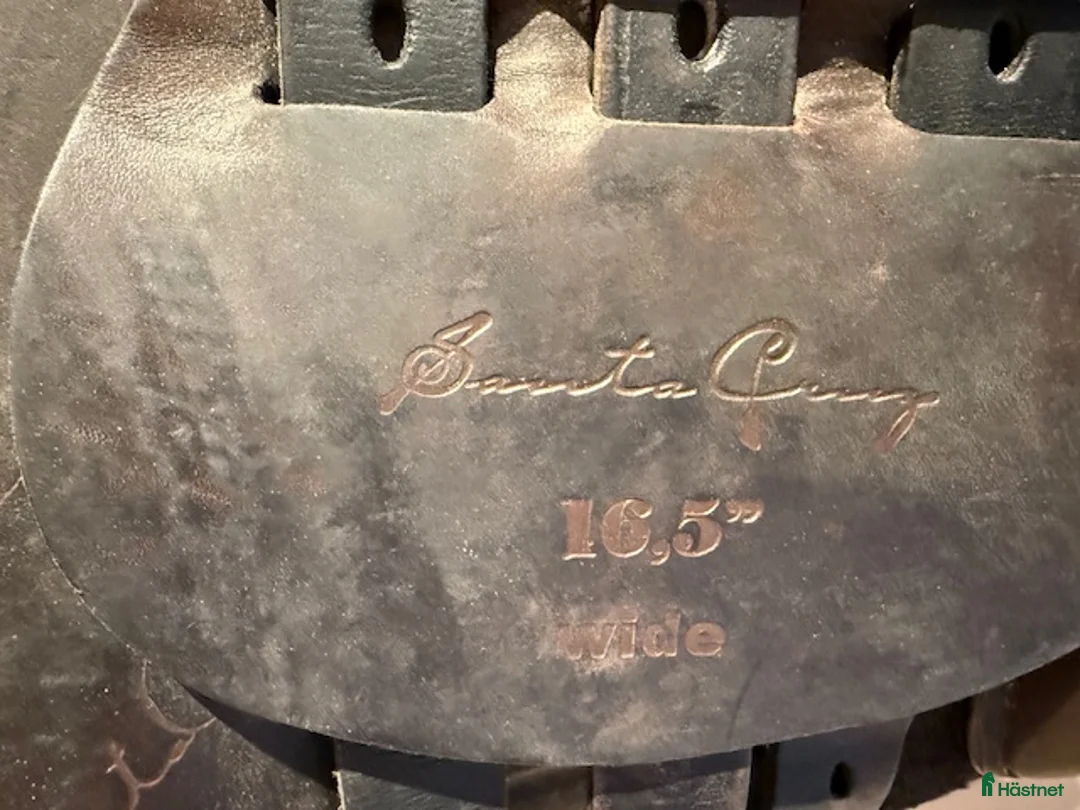 Santa Cruz
16,5”
wide
Hästnet